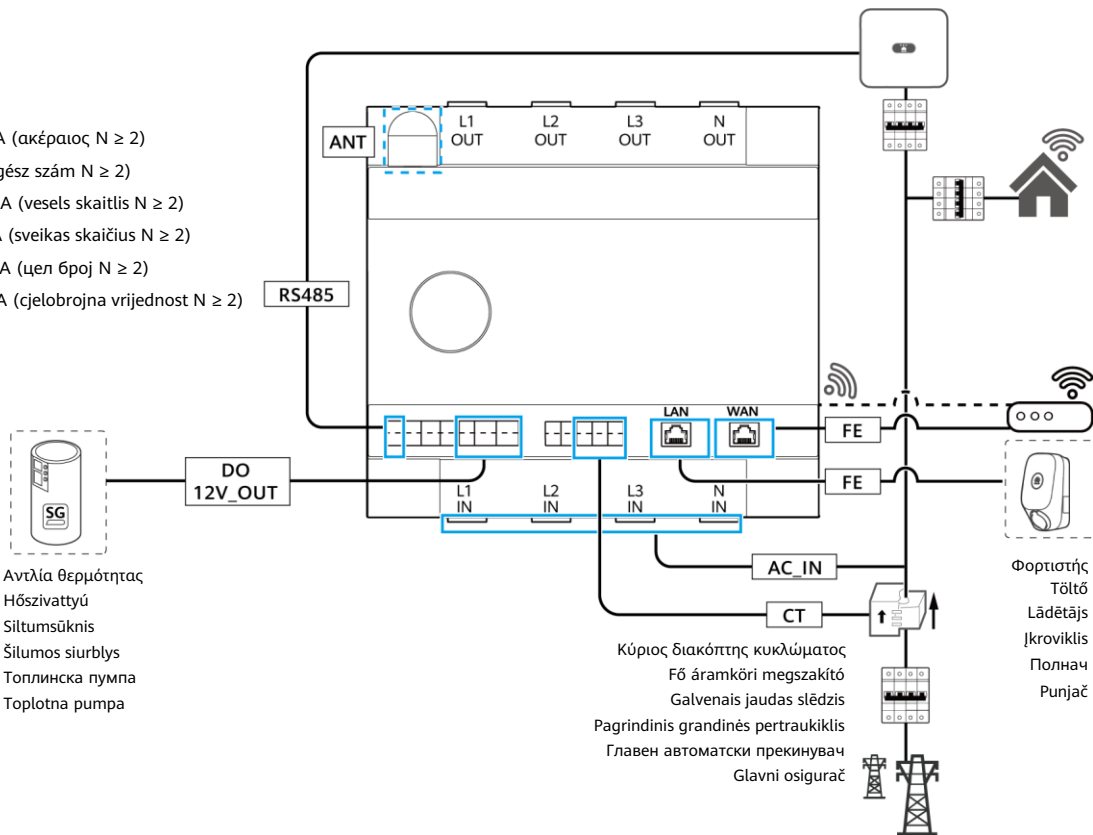 A (ακέραιος N ≥ 2)
gész szám N ≥ 2)
A (vesels skaitlis N ≥ 2)
A (sveikas skaičius N ≥ 2)
A (цел број N ≥ 2)
A (cjelobrojna vrijednost N ≥ 2)
ANT
L1 OUT
L2 OUT
L3 OUT
N OUT
RS485
LAN
WAN
FE
FE
DO
12V_OUT
SG
L1 IN
L2 IN
L3 IN
N IN
AC_IN
CT
Αντλία θερμότητας
Hőszivattyú
Siltumsūknis
Šilumos siurblys
Топлинска пумпа
Toplotna pumpa
Κύριος διακόπτης κυκλώματος
Fő áramköri megszakító
Galvenais jaudas slēdzis
Pagrindinis grandinės pertraukiklis
Главен автоматски прекинувач
Glavni osigurač
Φορτιστής
Töltő
Lādētājs
Įkroviklis
Полнач
Punjač